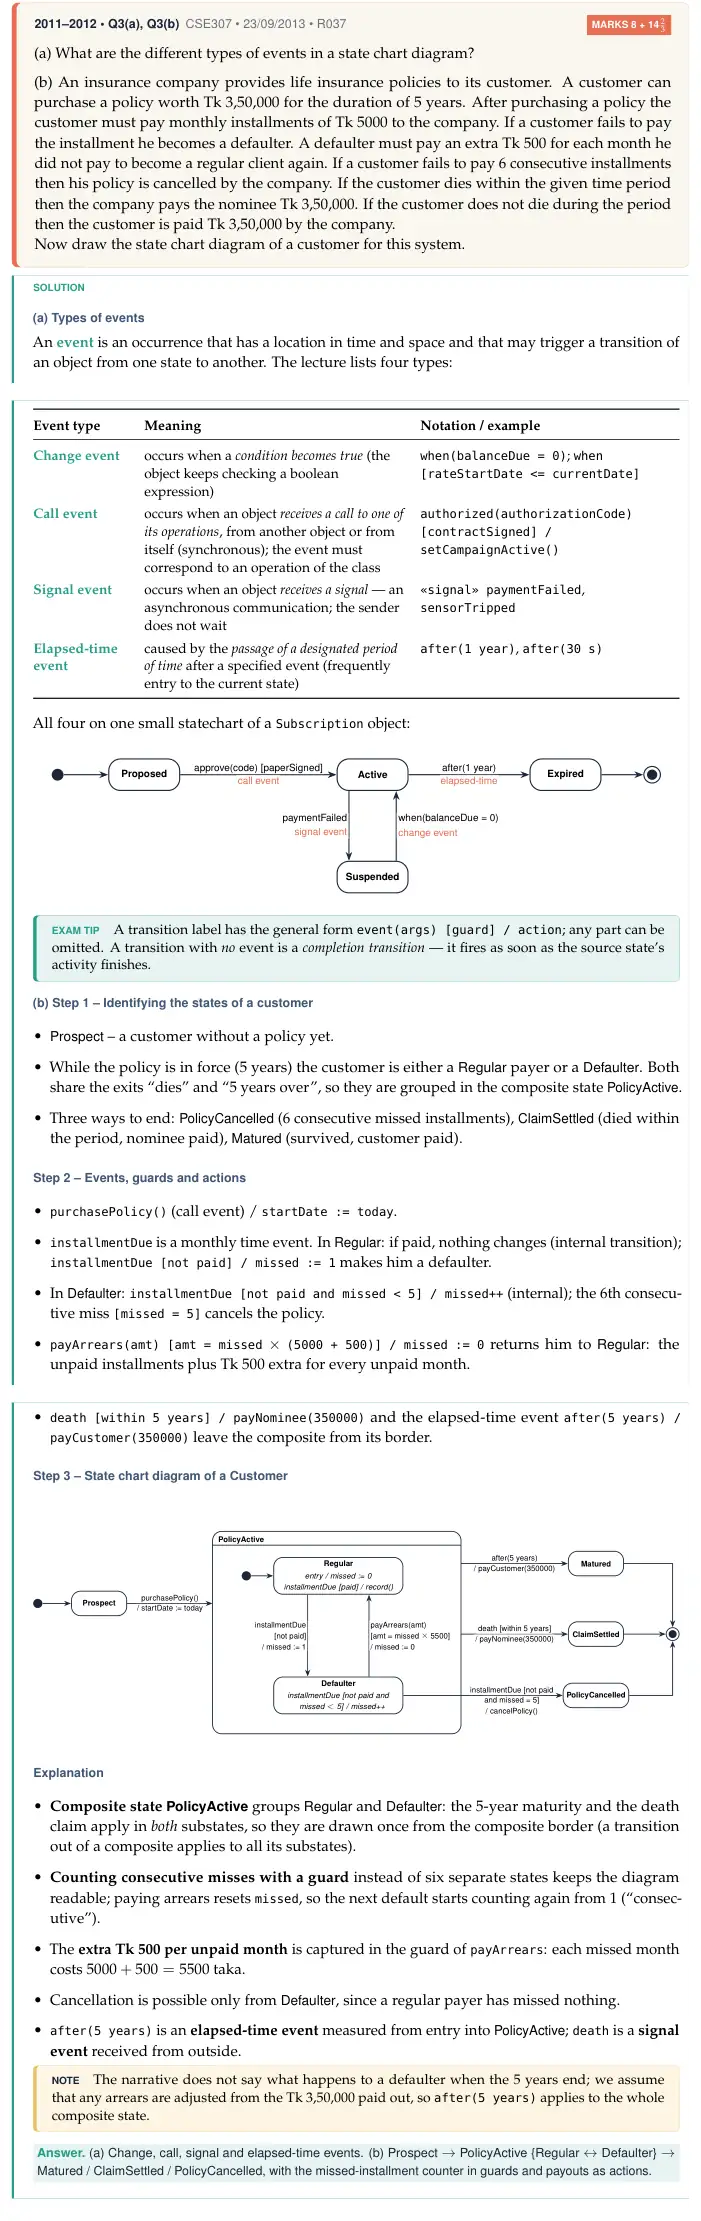 2011–2012 • Q3(a), Q3(b) CSE307 • 23/09/2013 • R037
MARKS 8 + 14 2/3
(a) What are the different types of events in a state chart diagram?
(b) An insurance company provides life insurance policies to its customer. A customer can
purchase a policy worth Tk 3,50,000 for the duration of 5 years. After purchasing a policy the
customer must pay monthly installments of Tk 5000 to the company. If a customer fails to pay
the installment he becomes a defaulter. A defaulter must pay an extra Tk 500 for each month he
did not pay to become a regular client again. If a customer fails to pay 6 consecutive installments
then his policy is cancelled by the company. If the customer dies within the given time period
then the company pays the nominee Tk 3,50,000. If the customer does not die during the period
then the customer is paid Tk 3,50,000 by the company.
Now draw the state chart diagram of a customer for this system.
SOLUTION
(a) Types of events
An event is an occurrence that has a location in time and space and that may trigger a transition of
an object from one state to another. The lecture lists four types:
Event type Meaning Notation / example
Change event occurs when a condition becomes true (the when(balanceDue = 0); when
object keeps checking a boolean [rateStartDate <= currentDate]
expression)
Call event occurs when an object receives a call to one of authorized(authorizationCode)
its operations, from another object or from [contractSigned] /
itself (synchronous); the event must setCampaignActive()
correspond to an operation of the class
Signal event occurs when an object receives a signal — an «signal» paymentFailed,
asynchronous communication; the sender sensorTripped
does not wait
Elapsed-time caused by the passage of a designated period after(1 year), after(30 s)
event of time after a specified event (frequently
entry to the current state)
All four on one small statechart of a Subscription object:
Proposed
approve(code) [paperSigned]
call event
Active
after(1 year)
elapsed-time
Expired
paymentFailed
signal event
when(balanceDue = 0)
change event
Suspended
EXAM TIP A transition label has the general form event(args) [guard] / action; any part can be
omitted. A transition with no event is a completion transition — it fires as soon as the source state's
activity finishes.
(b) Step 1 – Identifying the states of a customer
• Prospect – a customer without a policy yet.
• While the policy is in force (5 years) the customer is either a Regular payer or a Defaulter. Both
share the exits “dies” and “5 years over”, so they are grouped in the composite state PolicyActive.
• Three ways to end: PolicyCancelled (6 consecutive missed installments), ClaimSettled (died within
the period, nominee paid), Matured (survived, customer paid).
Step 2 – Events, guards and actions
• purchasePolicy() (call event) / startDate := today.
• installmentDue is a monthly time event. In Regular: if paid, nothing changes (internal transition);
installmentDue [not paid] / missed := 1 makes him a defaulter.
• In Defaulter: installmentDue [not paid and missed < 5] / missed++ (internal); the 6th consecu-
tive miss [missed = 5] cancels the policy.
• payArrears(amt) [amt = missed × (5000 + 500)] / missed := 0 returns him to Regular: the
unpaid installments plus Tk 500 extra for every unpaid month.
• death [within 5 years] / payNominee(350000) and the elapsed-time event after(5 years) /
payCustomer(350000) leave the composite from its border.
Step 3 – State chart diagram of a Customer
PolicyActive
Prospect
purchasePolicy()
/ startDate := today
Regular
entry / missed := 0
installmentDue [paid] / record()
installmentDue
[not paid]
/ missed := 1
payArrears(amt)
[amt = missed × 5500]
/ missed := 0
Defaulter
installmentDue [not paid and
missed < 5] / missed++
after(5 years)
/ payCustomer(350000)
Matured
death [within 5 years]
/ payNominee(350000)
ClaimSettled
installmentDue [not paid
and missed = 5]
/ cancelPolicy()
PolicyCancelled
Explanation
• Composite state PolicyActive groups Regular and Defaulter: the 5-year maturity and the death
claim apply in both substates, so they are drawn once from the composite border (a transition
out of a composite applies to all its substates).
• Counting consecutive misses with a guard instead of six separate states keeps the diagram
readable; paying arrears resets missed, so the next default starts counting again from 1 (“consec-
utive”).
• The extra Tk 500 per unpaid month is captured in the guard of payArrears: each missed month
costs 5000 + 500 = 5500 taka.
• Cancellation is possible only from Defaulter, since a regular payer has missed nothing.
• after(5 years) is an elapsed-time event measured from entry into PolicyActive; death is a signal
event received from outside.
NOTE The narrative does not say what happens to a defaulter when the 5 years end; we assume
that any arrears are adjusted from the Tk 3,50,000 paid out, so after(5 years) applies to the whole
composite state.
Answer. (a) Change, call, signal and elapsed-time events. (b) Prospect → PolicyActive {Regular ↔ Defaulter} →
Matured / ClaimSettled / PolicyCancelled, with the missed-installment counter in guards and payouts as actions.